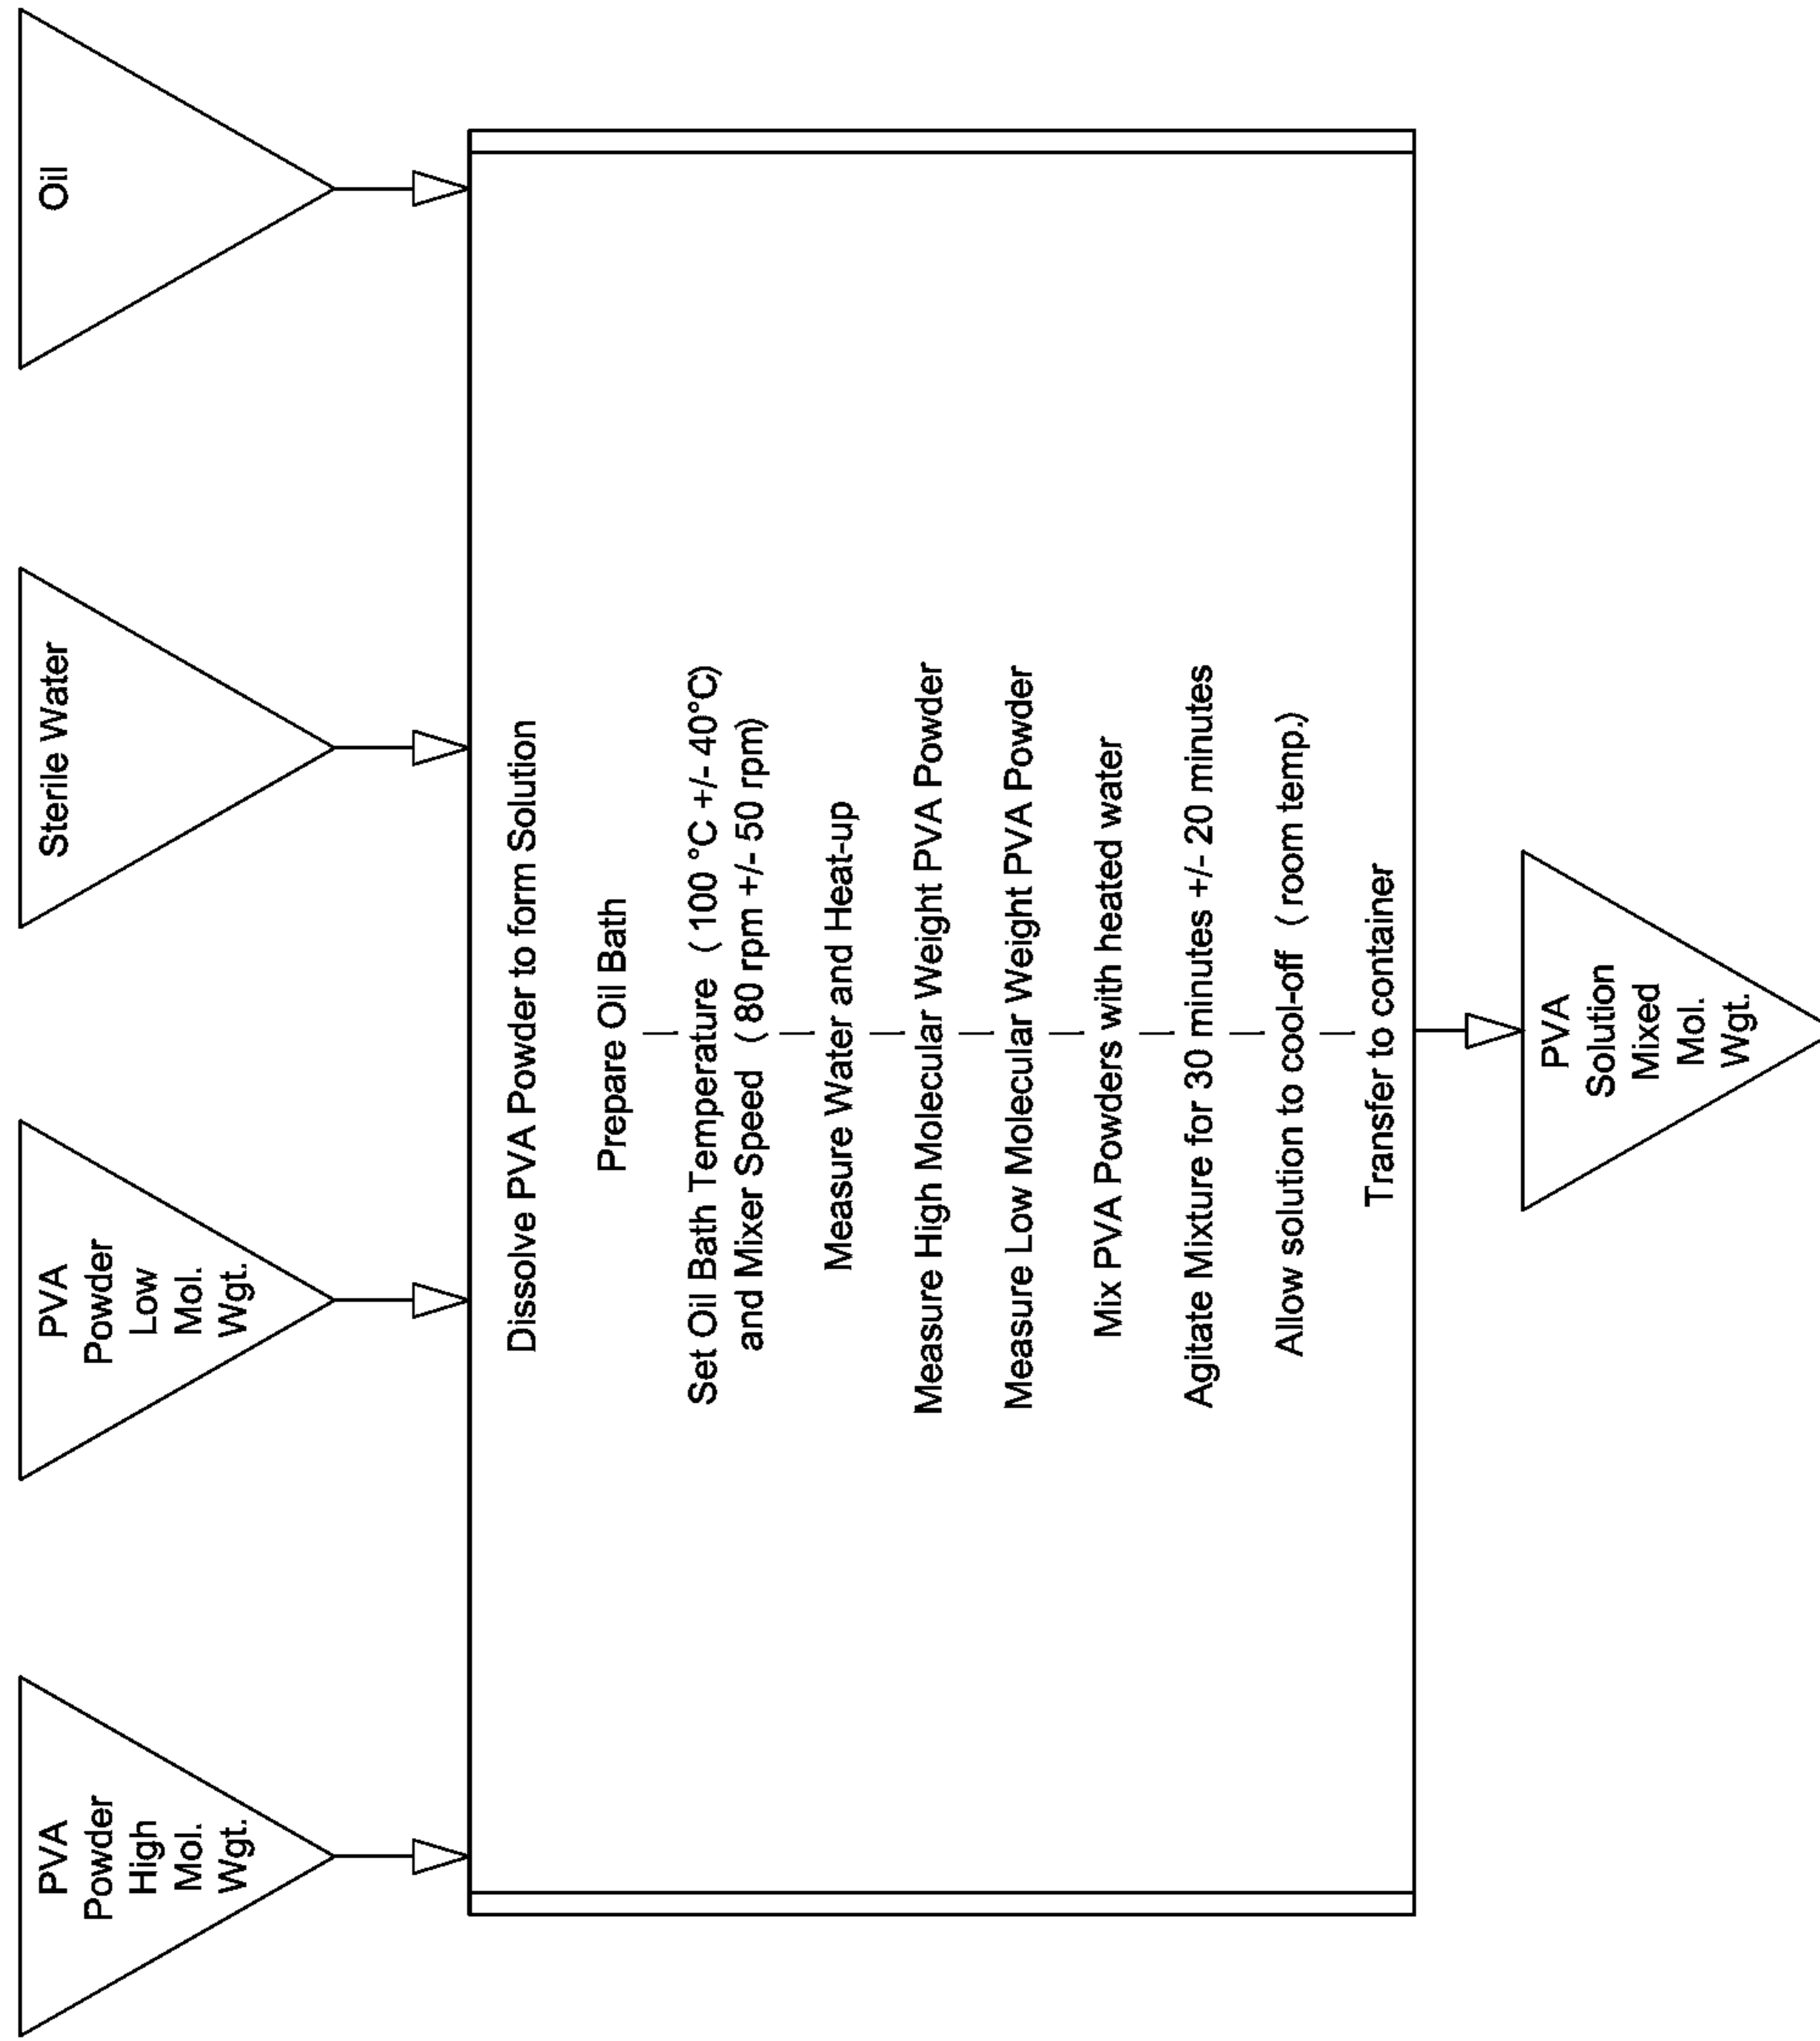 PVA
Powder
High
Mol.
Wgt.
PVA
Powder
Low
Mol.
Wgt.
Sterile Water
Oil
Dissolve PVA Powder to form Solution
Prepare Oil Bath
Set Oil Bath Temperature (100 °C +/- 40°C)
and Mixer Speed (80 rpm +/- 50 rpm)
Measure Water and Heat-up
Measure High Molecular Weight PVA Powder
Measure Low Molecular Weight PVA Powder
Mix PVA Powders with heated water
Agitate Mixture for 30 minutes +/- 20 minutes
Allow solution to cool-off (room temp.)
Transfer to container
PVA
Solution
Mixed
Mol.
Wgt.